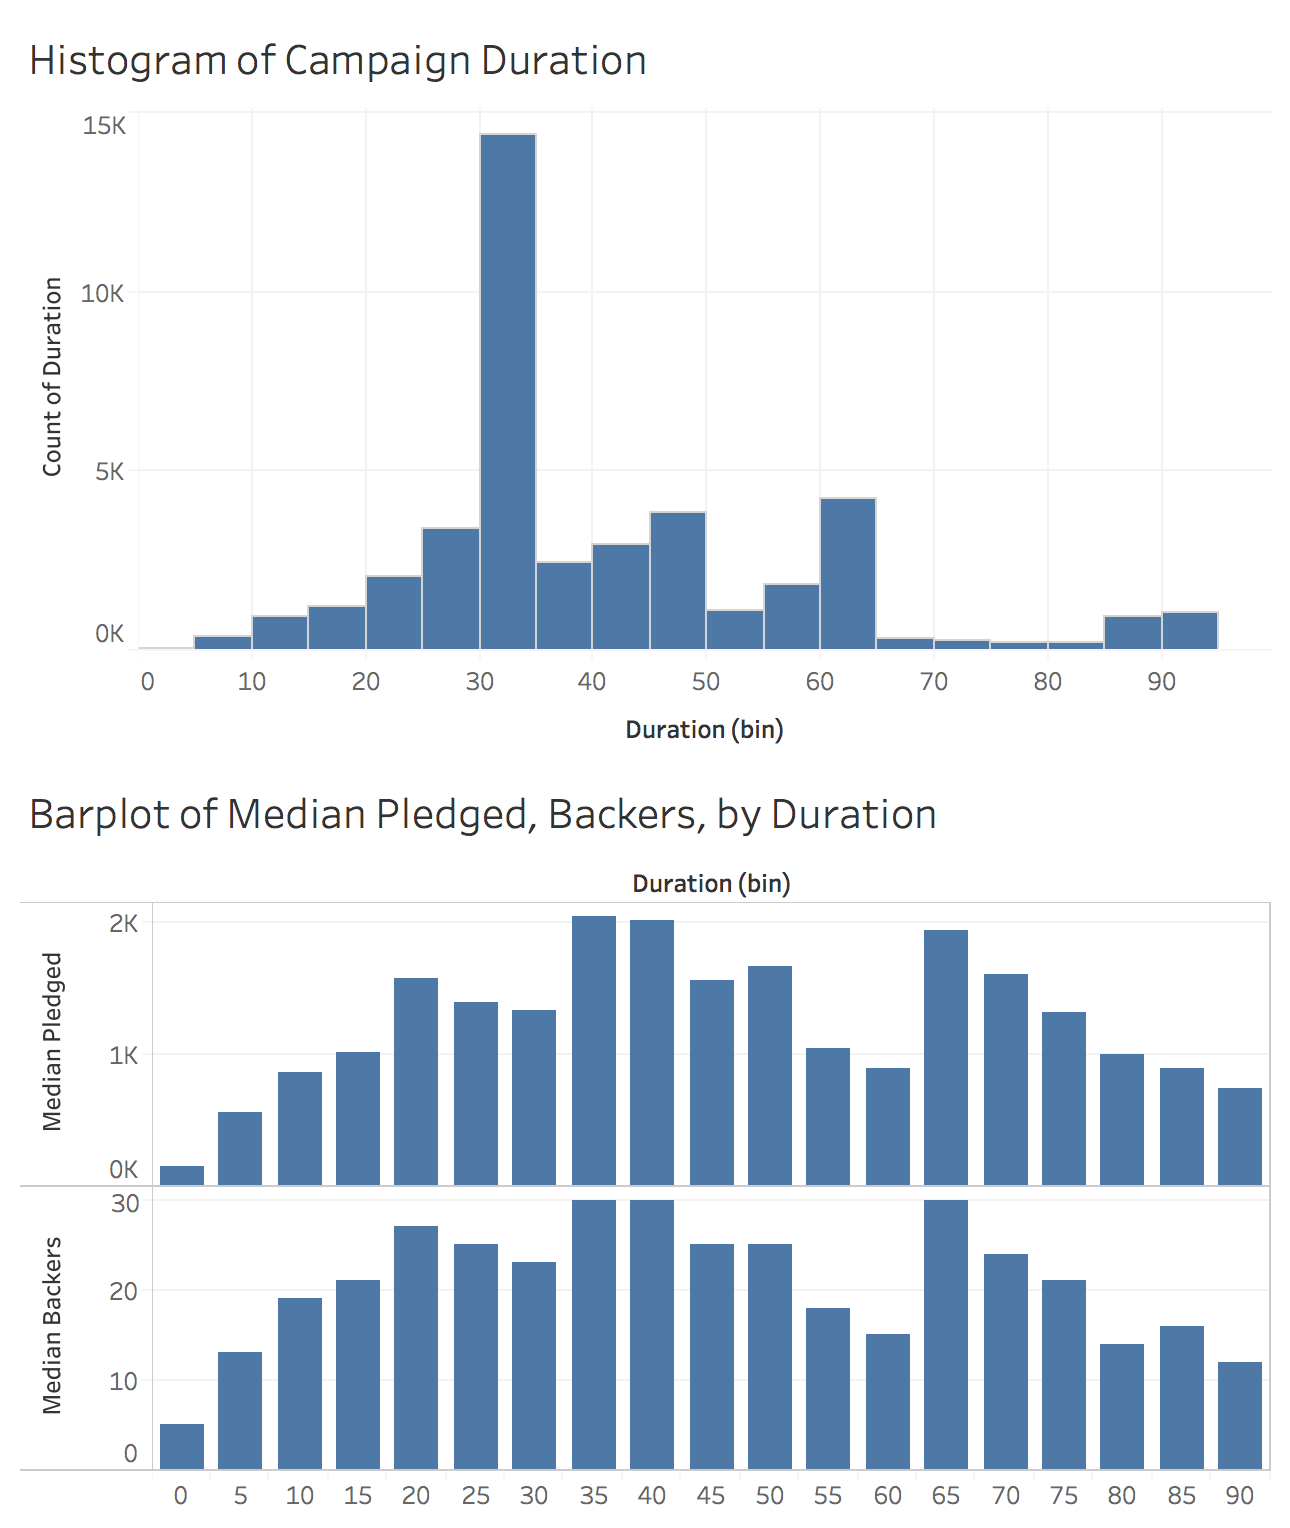 Histogram of Campaign Duration
15K
10K
5K
0K
Count of Duration
0 10 20 30 40 50 60 70 80 90
Duration (bin)
Barplot of Median Pledged, Backers, by Duration
Duration (bin)
2K
1K
0K
Median Pledged
30
20
10
0
Median Backers
0 5 10 15 20 25 30 35 40 45 50 55 60 65 70 75 80 85 90